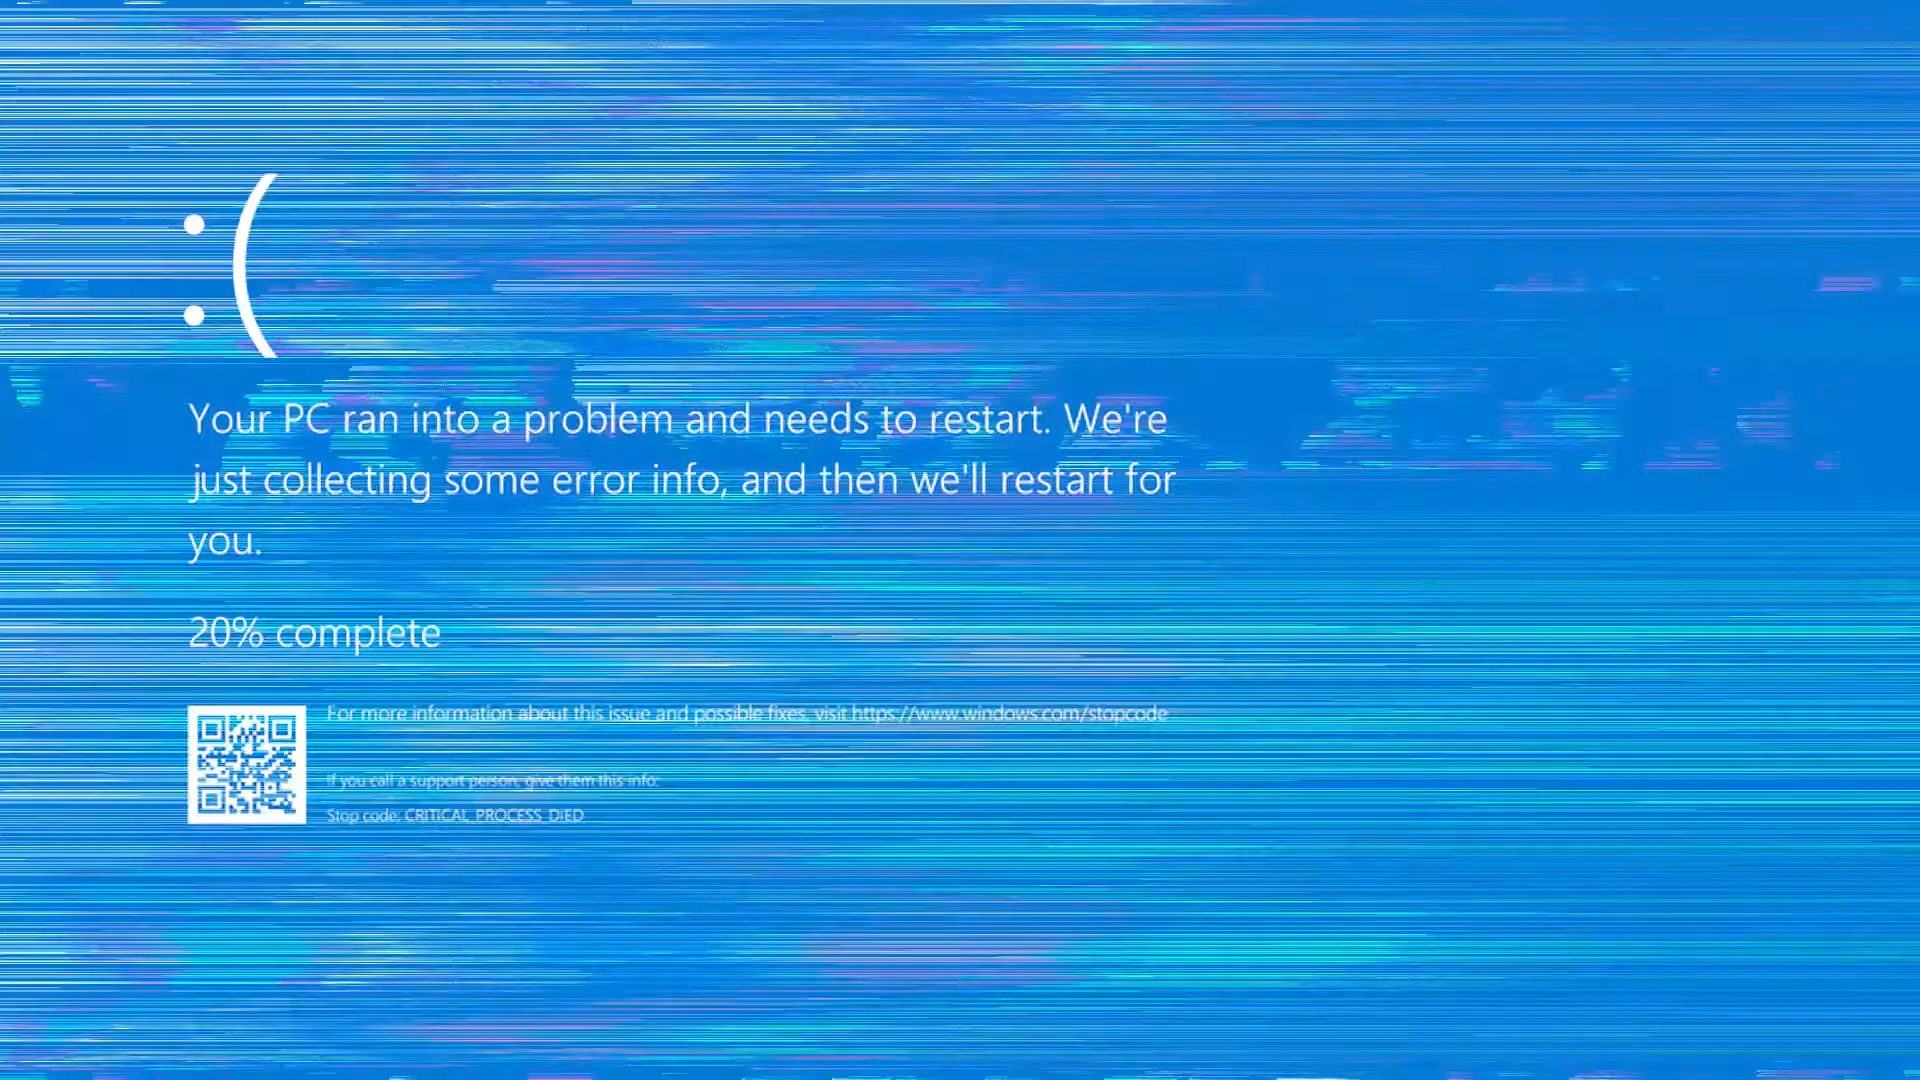 :(
Your PC ran into a problem and needs to restart. We're
just collecting some error info, and then we'll restart for
you.
20% complete
For more information about this issue and possible fixes, visit https://www.windows.com/stopcode
If you call a support person, give them this info:
Stop code: CRITICAL_PROCESS_DIED